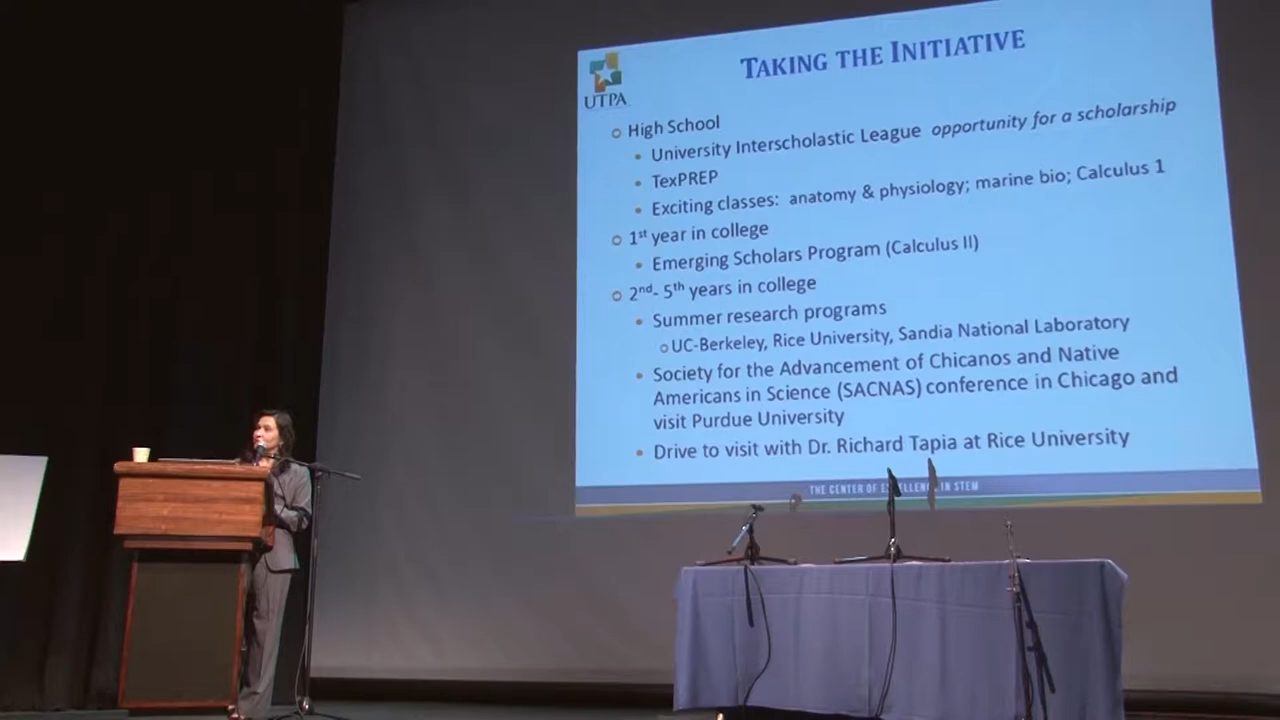 TAKING THE INITIATIVE
UTPA
High School
University Interscholastic League opportunity for a scholarship
TexPREP
Exciting classes: anatomy & physiology; marine bio; Calculus 1
1st year in college
Emerging Scholars Program (Calculus II)
2nd- 5th years in college
Summer research programs
UC-Berkeley, Rice University, Sandia National Laboratory
Society for the Advancement of Chicanos and Native
Americans in Science (SACNAS) conference in Chicago and
visit Purdue University
Drive to visit with Dr. Richard Tapia at Rice University
THE CENTER OF EXCELLENCE IN STEM